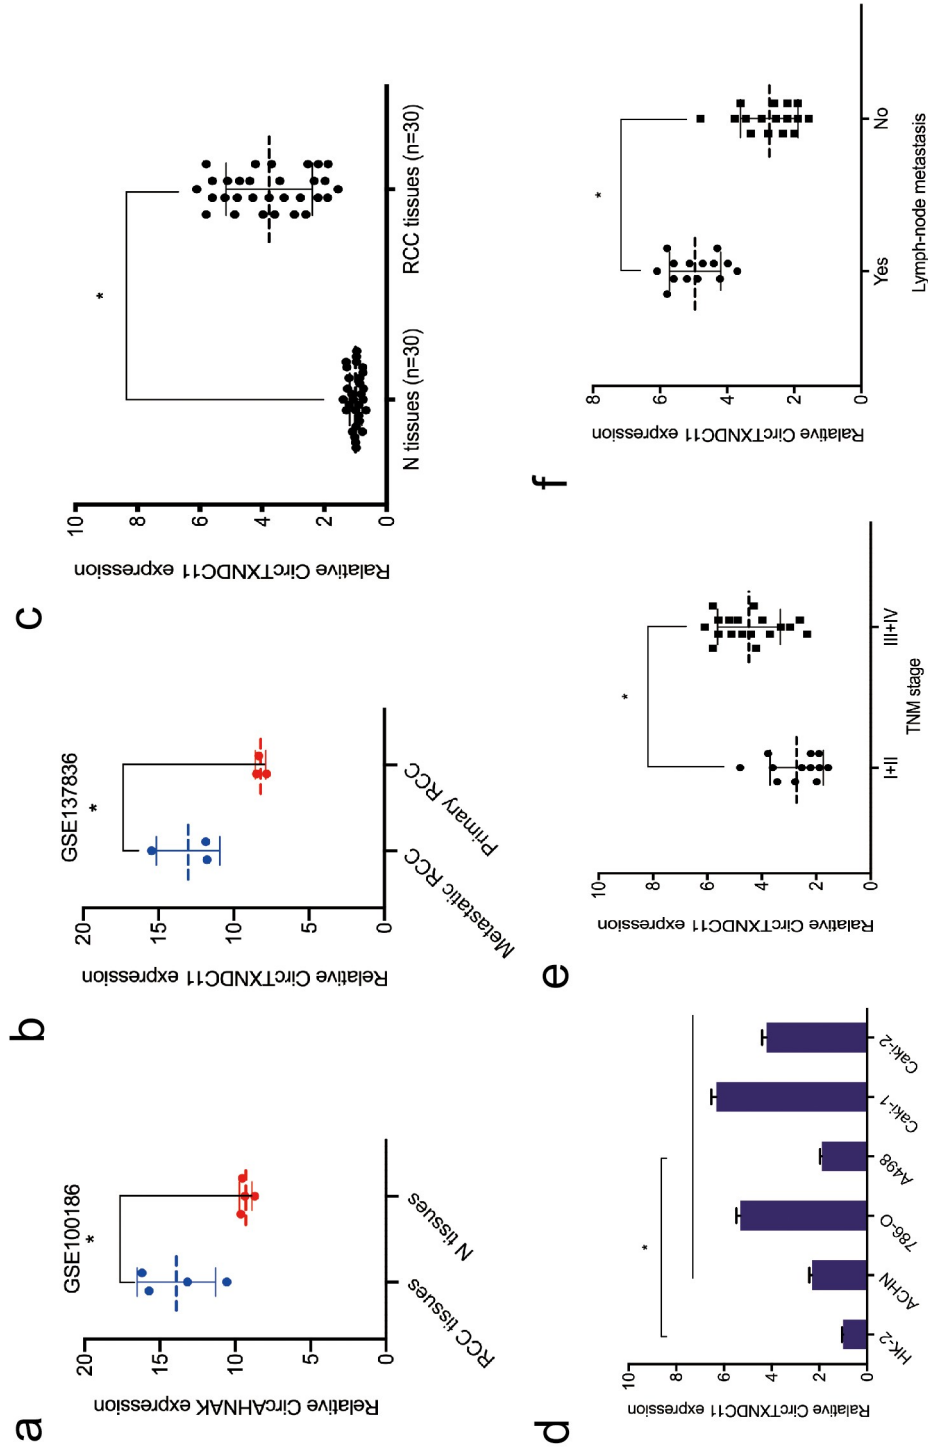 a
GSE100186
*
Relative CircAHNAK expression
20
15
10
5
0
RCC tissues
N tissues
b
GSE137836
*
Relative CircTXNDC11 expression
20
15
10
5
0
Metastatic RCC
Primary RCC
c
*
Ralative CircTXNDC11
expression
10
8
6
4
2
0
N tissues (n=30)
RCC tissues (n=30)
d
*
Ralative CircTXNDC11 expression
10
8
6
4
2
0
HK-2
ACHN
786-O
A498
Caki-1
Caki-2
e
*
Ralative CircTXNDC11 expression
10
8
6
4
2
0
I+II
III+IV
TNM stage
f
*
Ralative CircTXNDC11
expression
8
6
4
2
0
Yes
No
Lymph-node metastasis